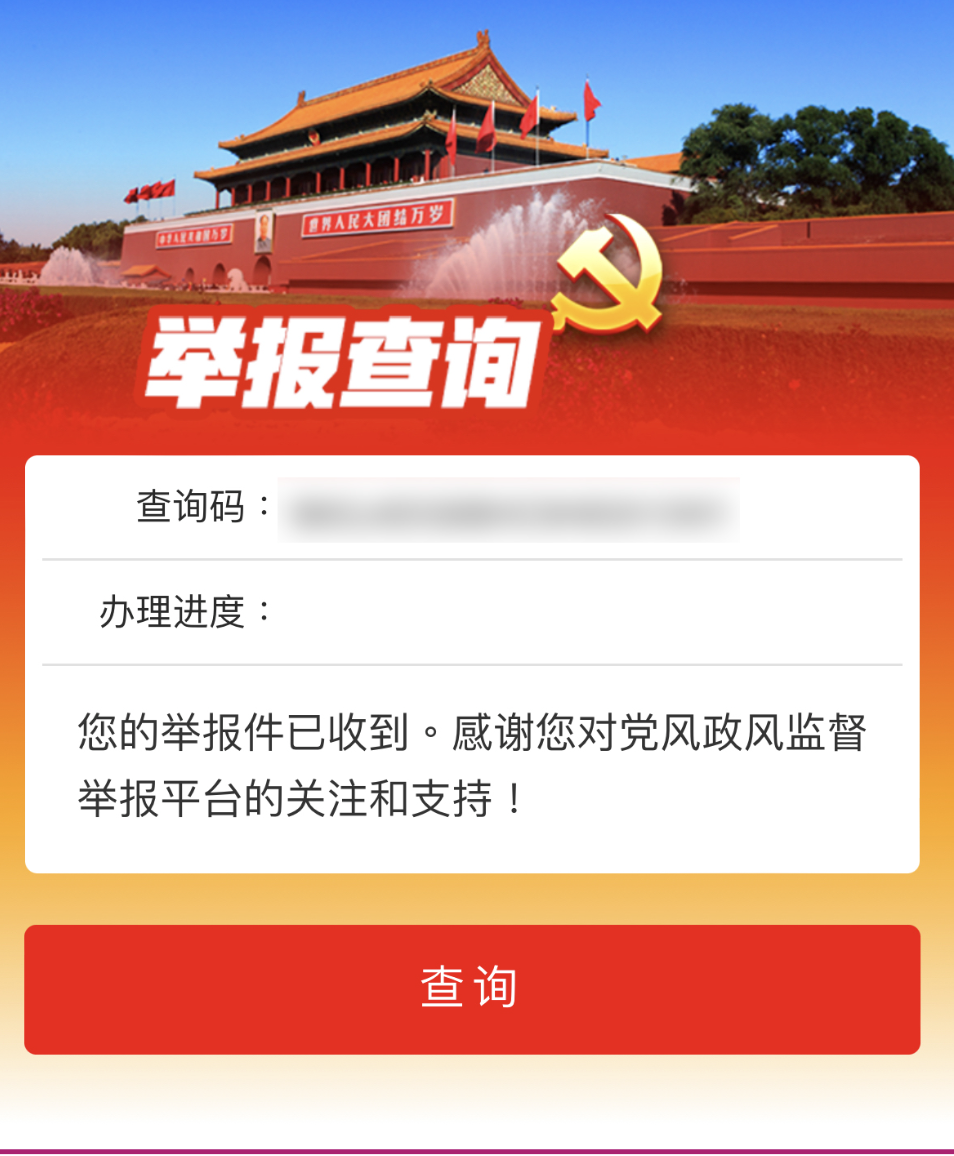 中华人民共和国万岁
世界人民大团结万岁
举报查询
查询码：
办理进度：
您的举报件已收到。感谢您对党风政风监督
举报平台的关注和支持！
查询